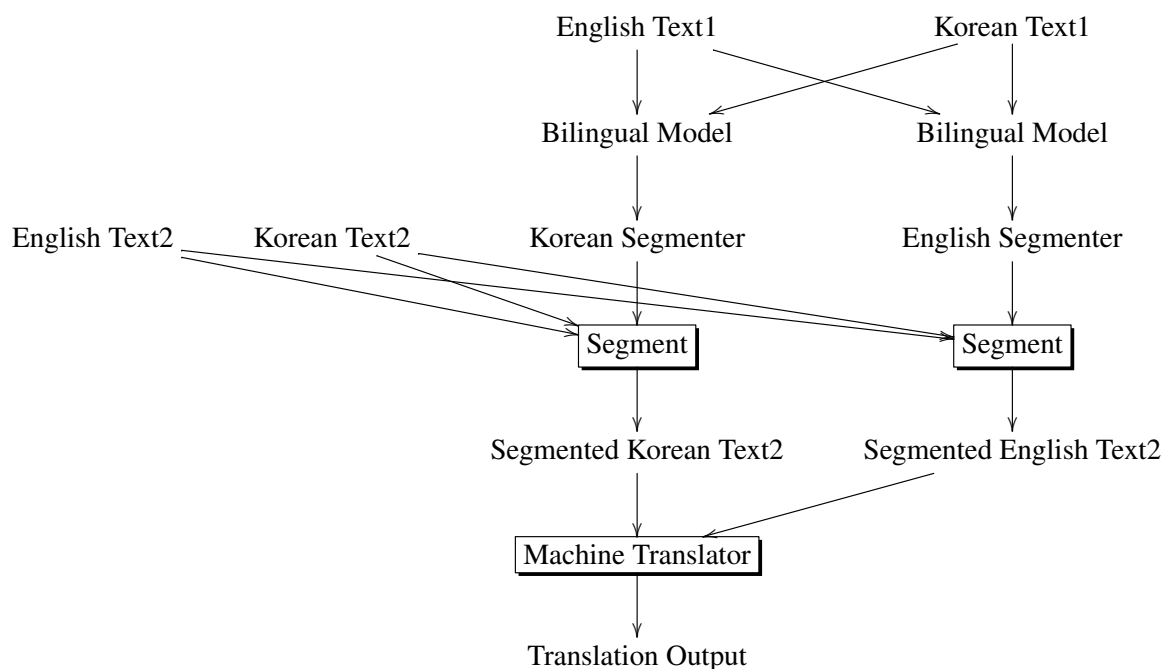 English Text1 Korean Text1
Bilingual Model Bilingual Model
English Text2 Korean Text2 Korean Segmenter English Segmenter
Segment Segment
Segmented Korean Text2 Segmented English Text2
Machine Translator
Translation Output